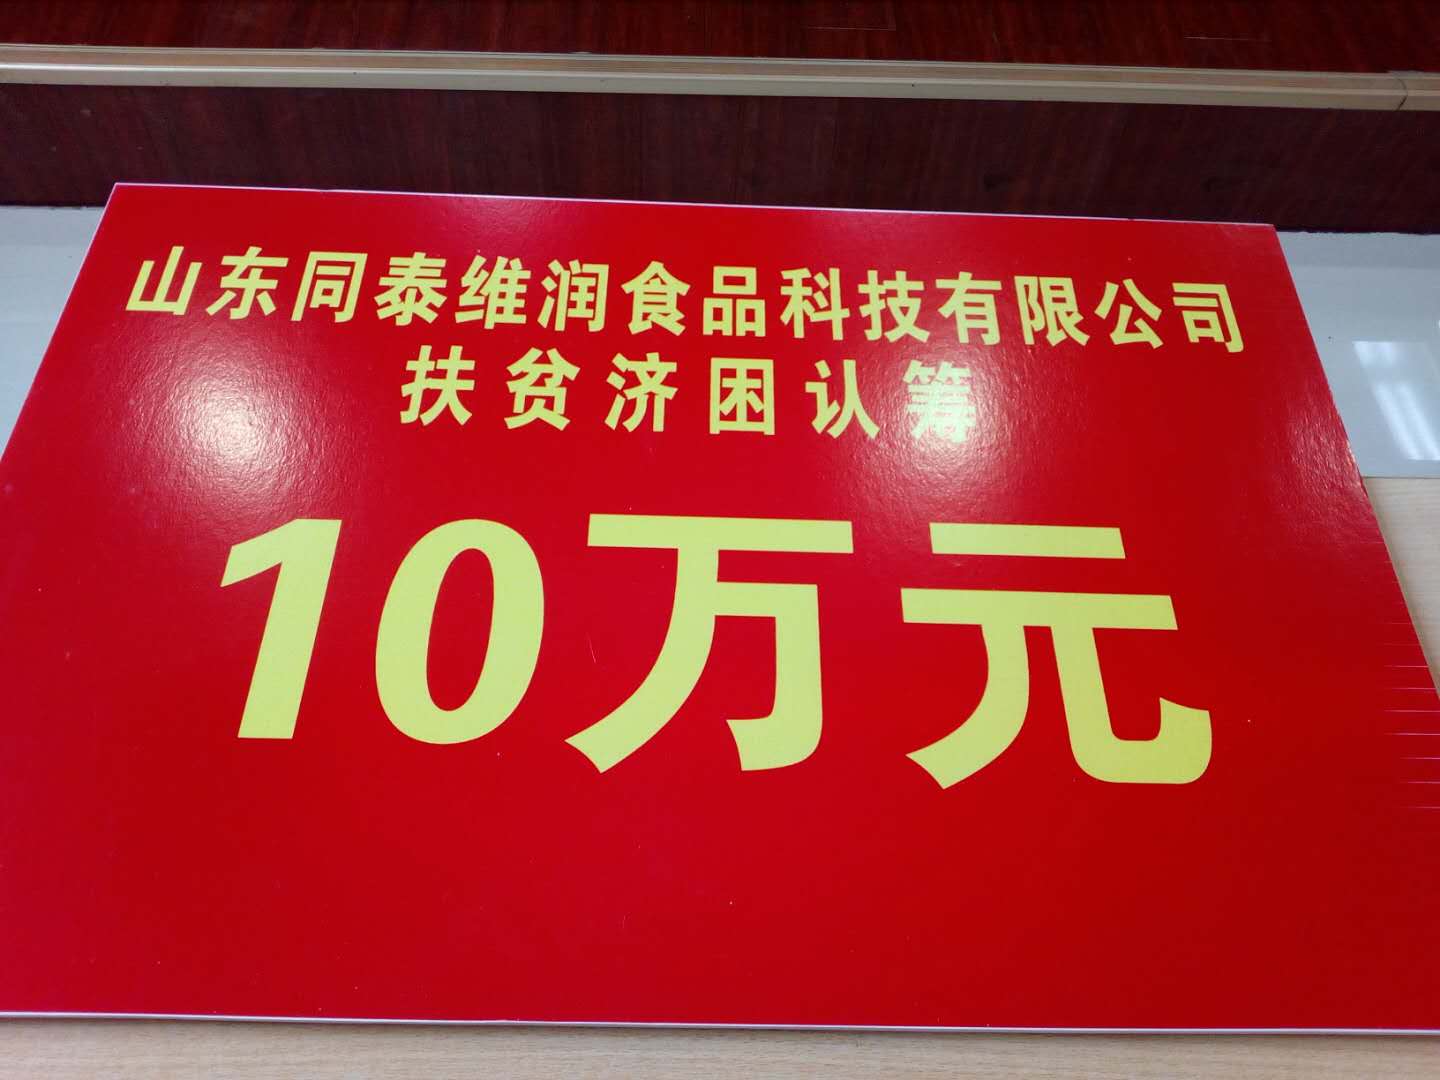 山东同泰维润食品科技有限公司
扶贫济困认筹
10万元